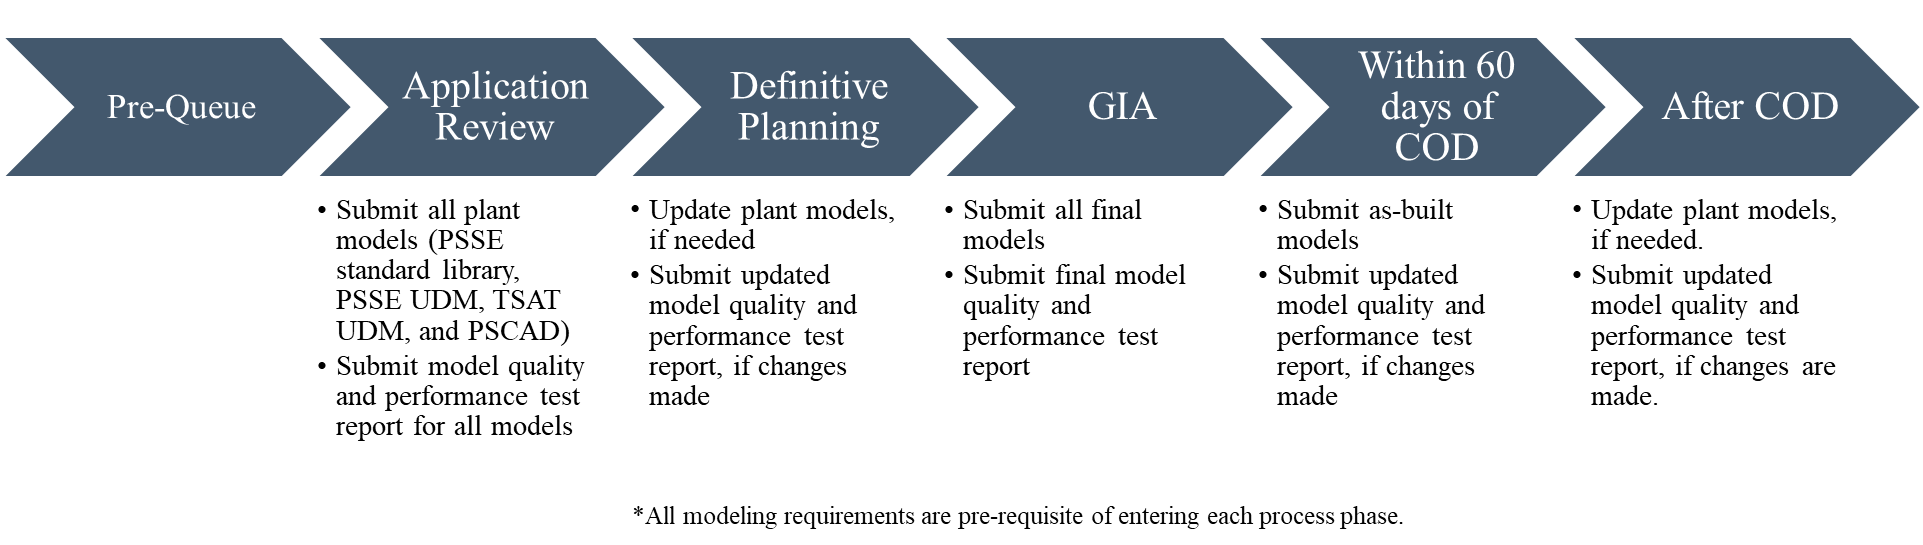 Pre-Queue
Application
Review
Definitive
Planning
GIA
Within 60
days of
COD
After COD
• Submit all plant
models (PSSE
standard library,
PSSE UDM, TSAT
UDM, and PSCAD)
• Submit model quality
and performance test
report for all models
• Update plant models,
if needed
• Submit updated
model quality and
performance test
report, if changes
made
• Submit all final
models
• Submit final model
quality and
performance test
report
• Submit as-built
models
• Submit updated
model quality and
performance test
report, if changes
made
• Update plant models,
if needed.
• Submit updated
model quality and
performance test
report, if changes are
made.
*All modeling requirements are pre-requisite of entering each process phase.